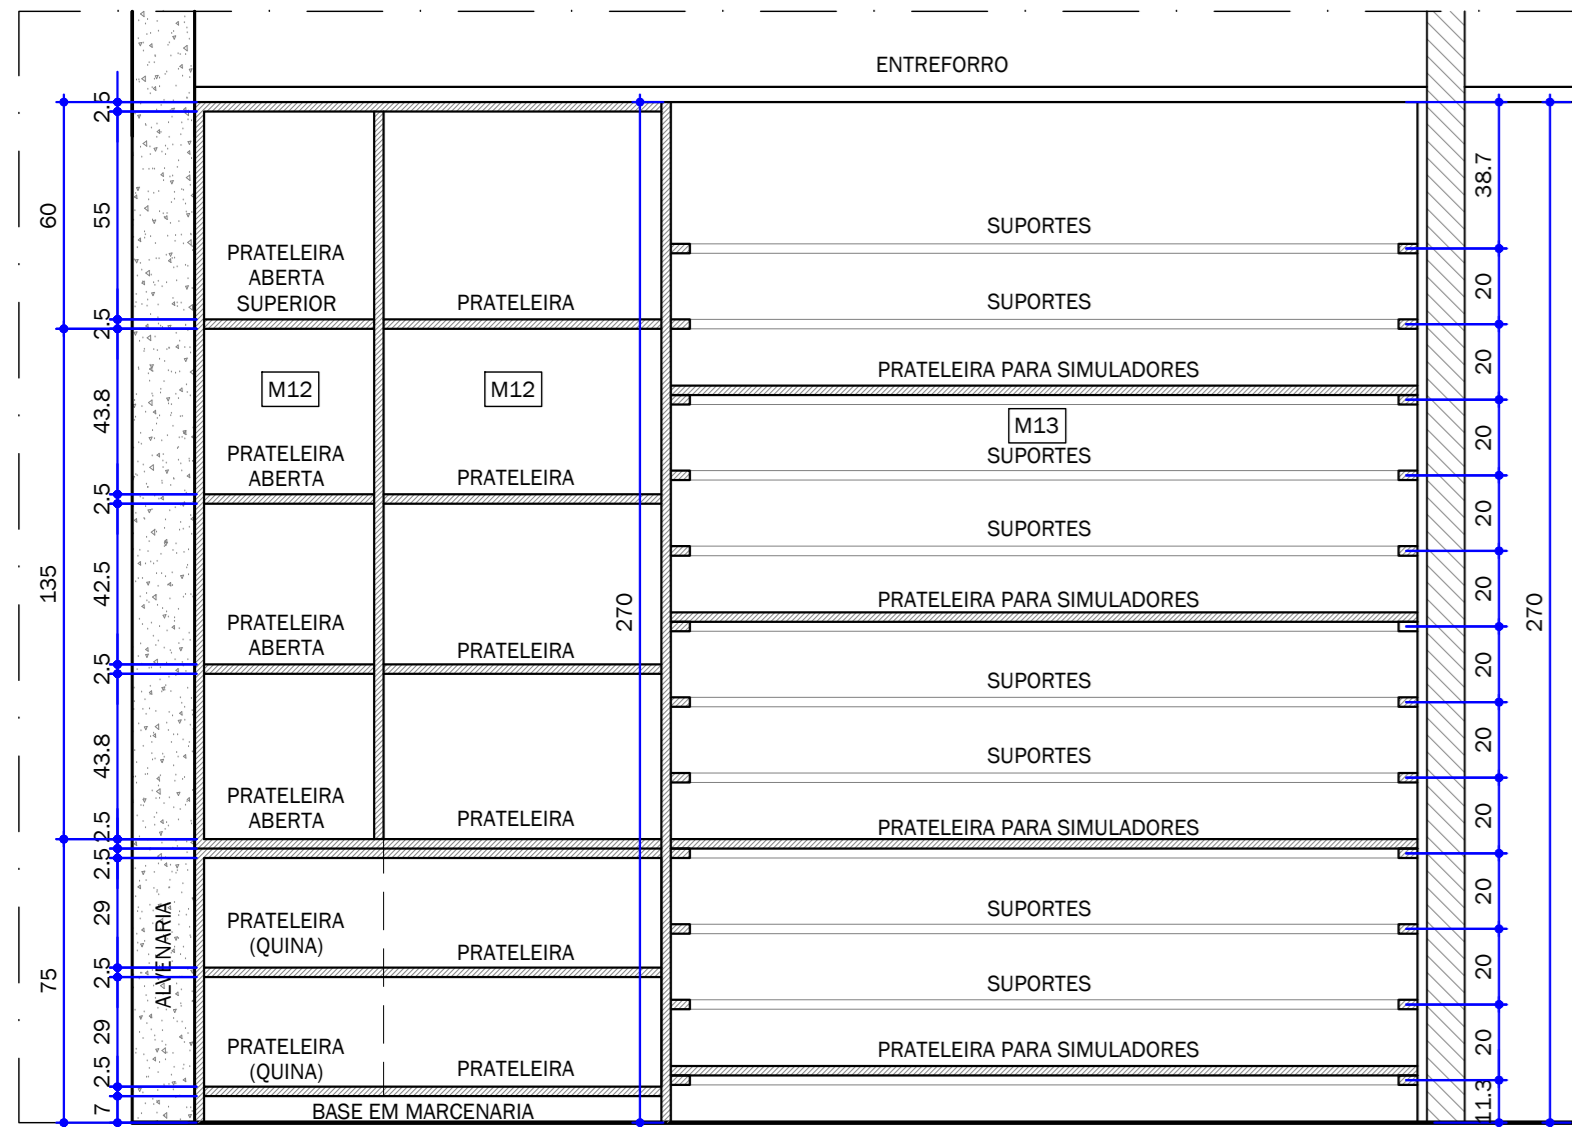 ENTREFORRO
2.5
60
55
2.5
135
43.8
2.5
42.5
2.5
43.8
2.5
2.5
75
29
2.5
29
2.5
7
ALVENARIA
PRATELEIRA
ABERTA
SUPERIOR
PRATELEIRA
M12
M12
PRATELEIRA
ABERTA
PRATELEIRA
PRATELEIRA
ABERTA
PRATELEIRA
PRATELEIRA
ABERTA
PRATELEIRA
PRATELEIRA
(QUINA)
PRATELEIRA
PRATELEIRA
(QUINA)
PRATELEIRA
BASE EM MARCENARIA
270
SUPORTES
SUPORTES
PRATELEIRA PARA SIMULADORES
M13
SUPORTES
SUPORTES
PRATELEIRA PARA SIMULADORES
SUPORTES
SUPORTES
PRATELEIRA PARA SIMULADORES
SUPORTES
SUPORTES
PRATELEIRA PARA SIMULADORES
38.7
20
20
20
20
20
20
20
20
20
20
20
11.3
270